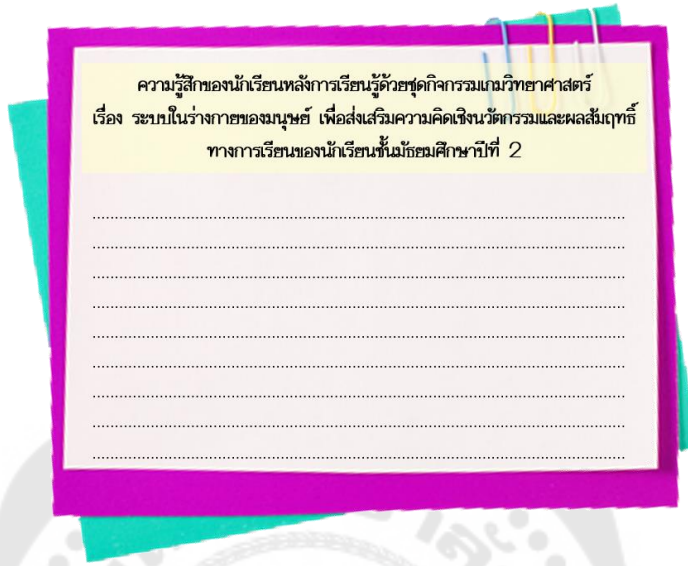 ความรู้สึกของนักเรียนหลังการเรียนรู้ด้วยชุดกิจกรรมเกมวิทยาศาสตร์
เรื่อง ระบบในร่างกายของมนุษย์ เพื่อส่งเสริมความคิดเชิงนวัตกรรมและผลสัมฤทธิ์
ทางการเรียนของนักเรียนชั้นมัธยมศึกษาปีที่ 2